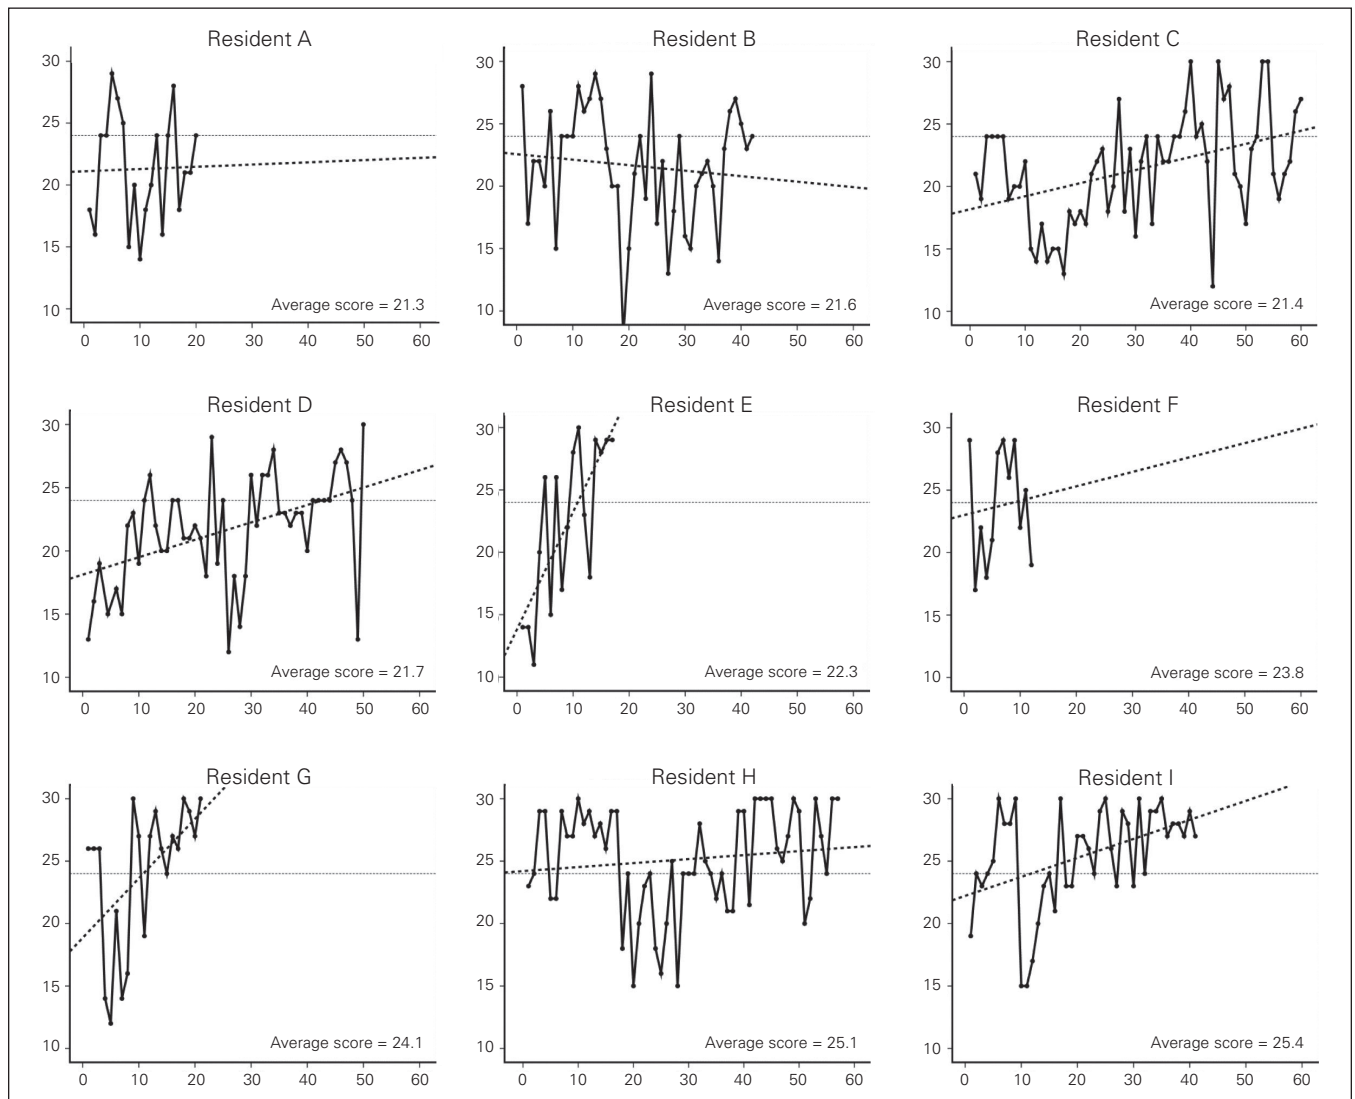 Resident A
30
25
20
15
10
Average score = 21.3
0 10 20 30 40 50 60
Resident B
30
25
20
15
10
Average score = 21.6
0 10 20 30 40 50 60
Resident C
30
25
20
15
10
Average score = 21.4
0 10 20 30 40 50 60
Resident D
30
25
20
15
10
Average score = 21.7
0 10 20 30 40 50 60
Resident E
30
25
20
15
10
Average score = 22.3
0 10 20 30 40 50 60
Resident F
30
25
20
15
10
Average score = 23.8
0 10 20 30 40 50 60
Resident G
30
25
20
15
10
Average score = 24.1
0 10 20 30 40 50 60
Resident H
30
25
20
15
10
Average score = 25.1
0 10 20 30 40 50 60
Resident I
30
25
20
15
10
Average score = 25.4
0 10 20 30 40 50 60